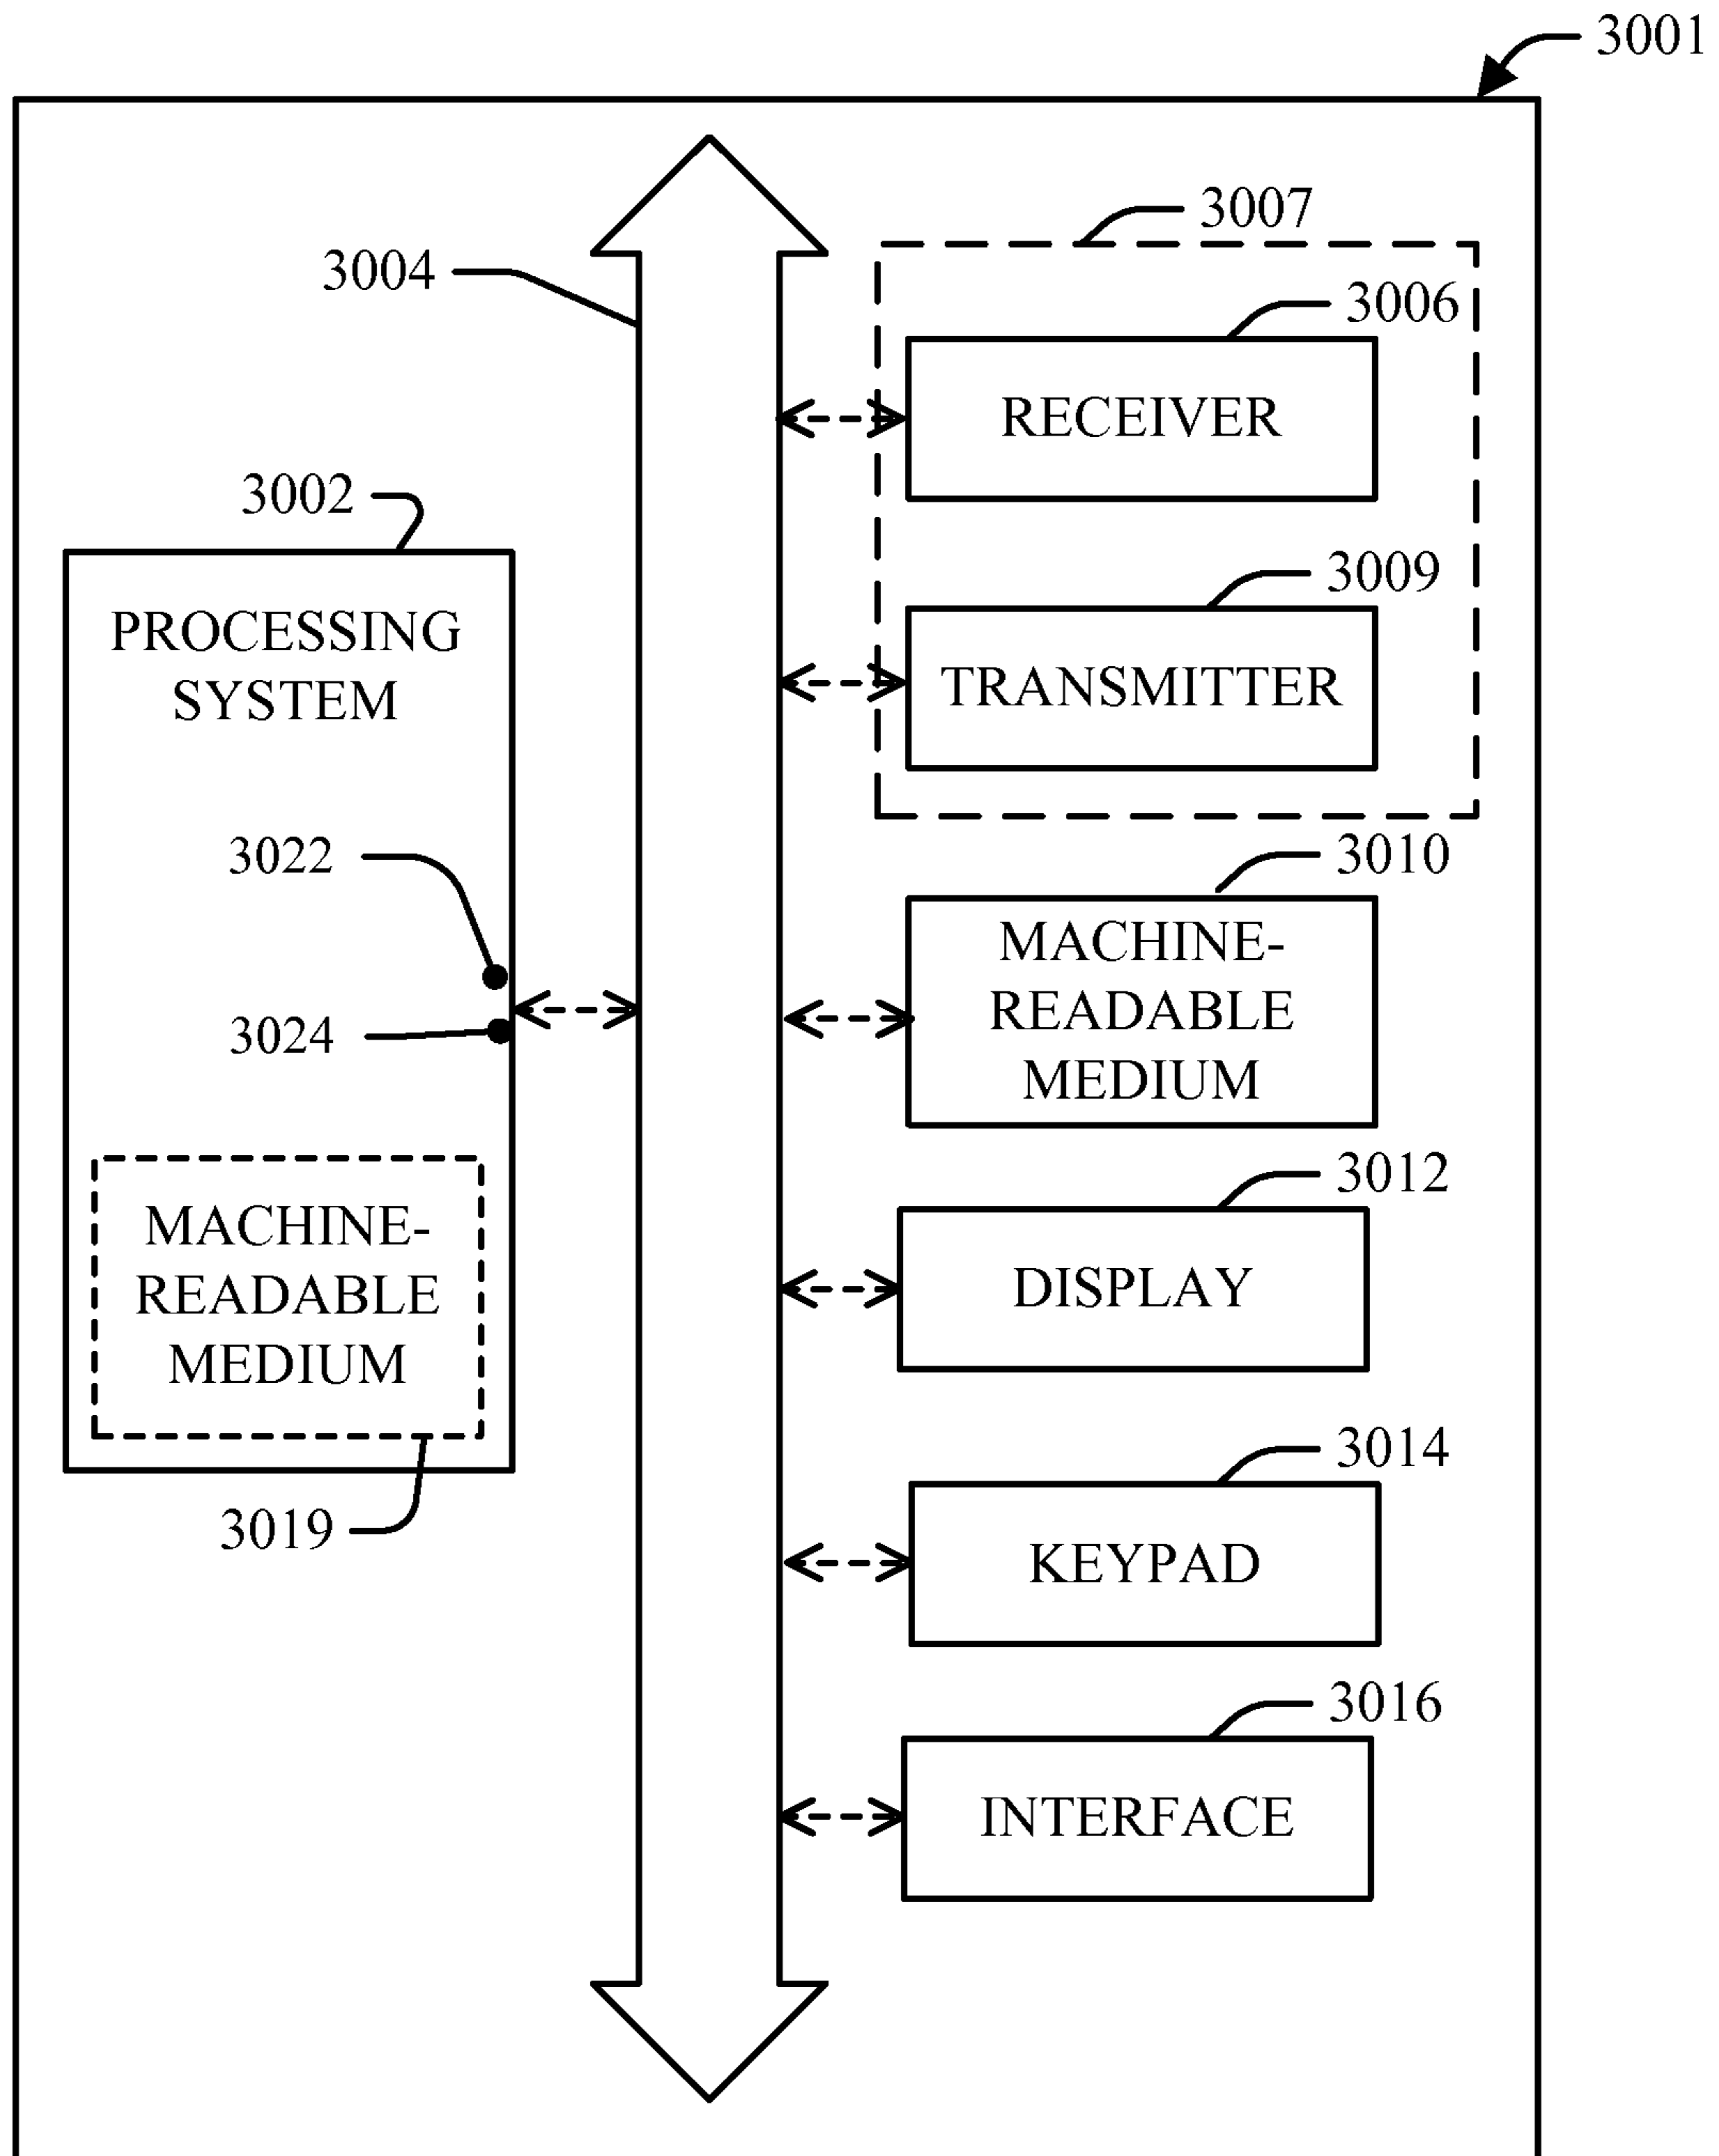 3001
3007
3004
3006
RECEIVER
3002
3009
PROCESSING
SYSTEM
TRANSMITTER
3022
3010
MACHINE-
READABLE
MEDIUM
3024
3012
MACHINE-
READABLE
MEDIUM
DISPLAY
3014
3019
KEYPAD
3016
INTERFACE